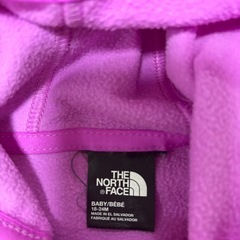 THE
NORTH
FACE
BABY/BÉBÉ
18-24M
MADE IN EL SALVADOR
FABRIQUÉ AU SALVADOR